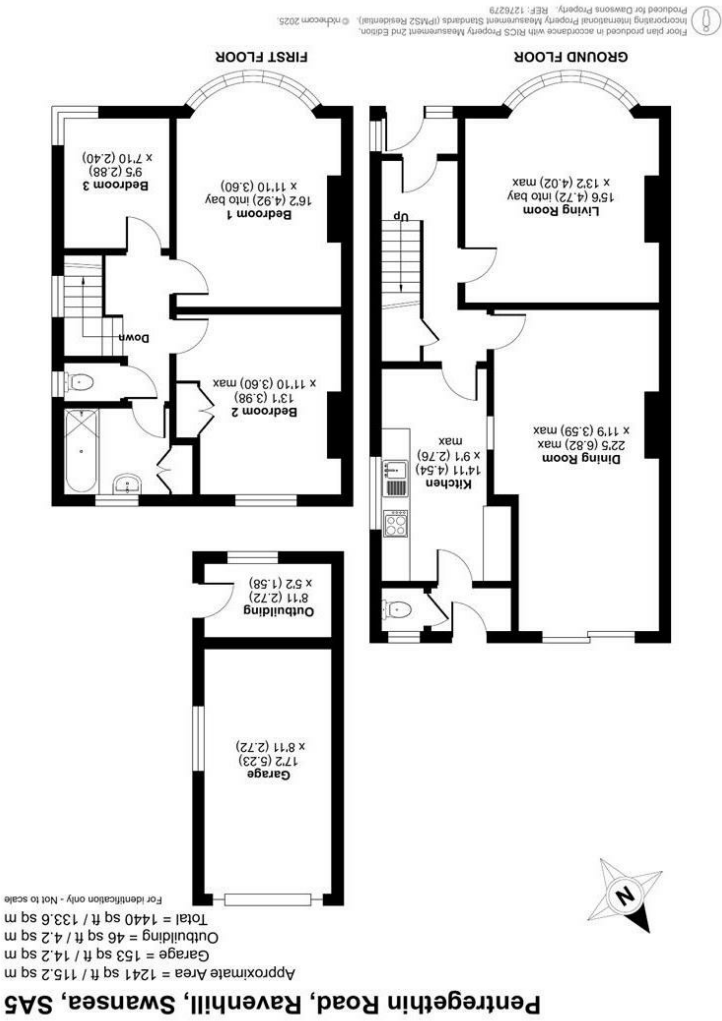 Pentregethin Road, Ravenhill, Swansea, SA5
Approximate Area = 1241 sq ft / 115.2 sq m
Garage = 153 sq ft / 14.2 sq m
Outbuilding = 46 sq ft / 4.2 sq m
Total = 1440 sq ft / 133.6 sq m
For identification only - Not to scale
N
Garage
17'2 (5.23)
x 8'11 (2.72)
Outbuilding
8'11 (2.72)
x 5'2 (1.58)
Dining Room
22'5 (6.82) max
x 11'9 (3.59) max
Kitchen
14'11 (4.54)
x 9'1 (2.76)
max
Up
Living Room
15'6 (4.72) into bay
x 13'2 (4.02) max
GROUND FLOOR
Bedroom 2
13'1 (3.98)
x 11'10 (3.60) max
Down
Bedroom 1
16'2 (4.92) into bay
x 11'10 (3.60)
Bedroom 3
9'5 (2.88)
x 7'10 (2.40)
FIRST FLOOR
Floor plan produced in accordance with RICS Property Measurement 2nd Edition.
Incorporating International Property Measurement Standards (IPMS2 Residential). © nichecom 2025.
Produced for Dawsons Property. REF: 1276279